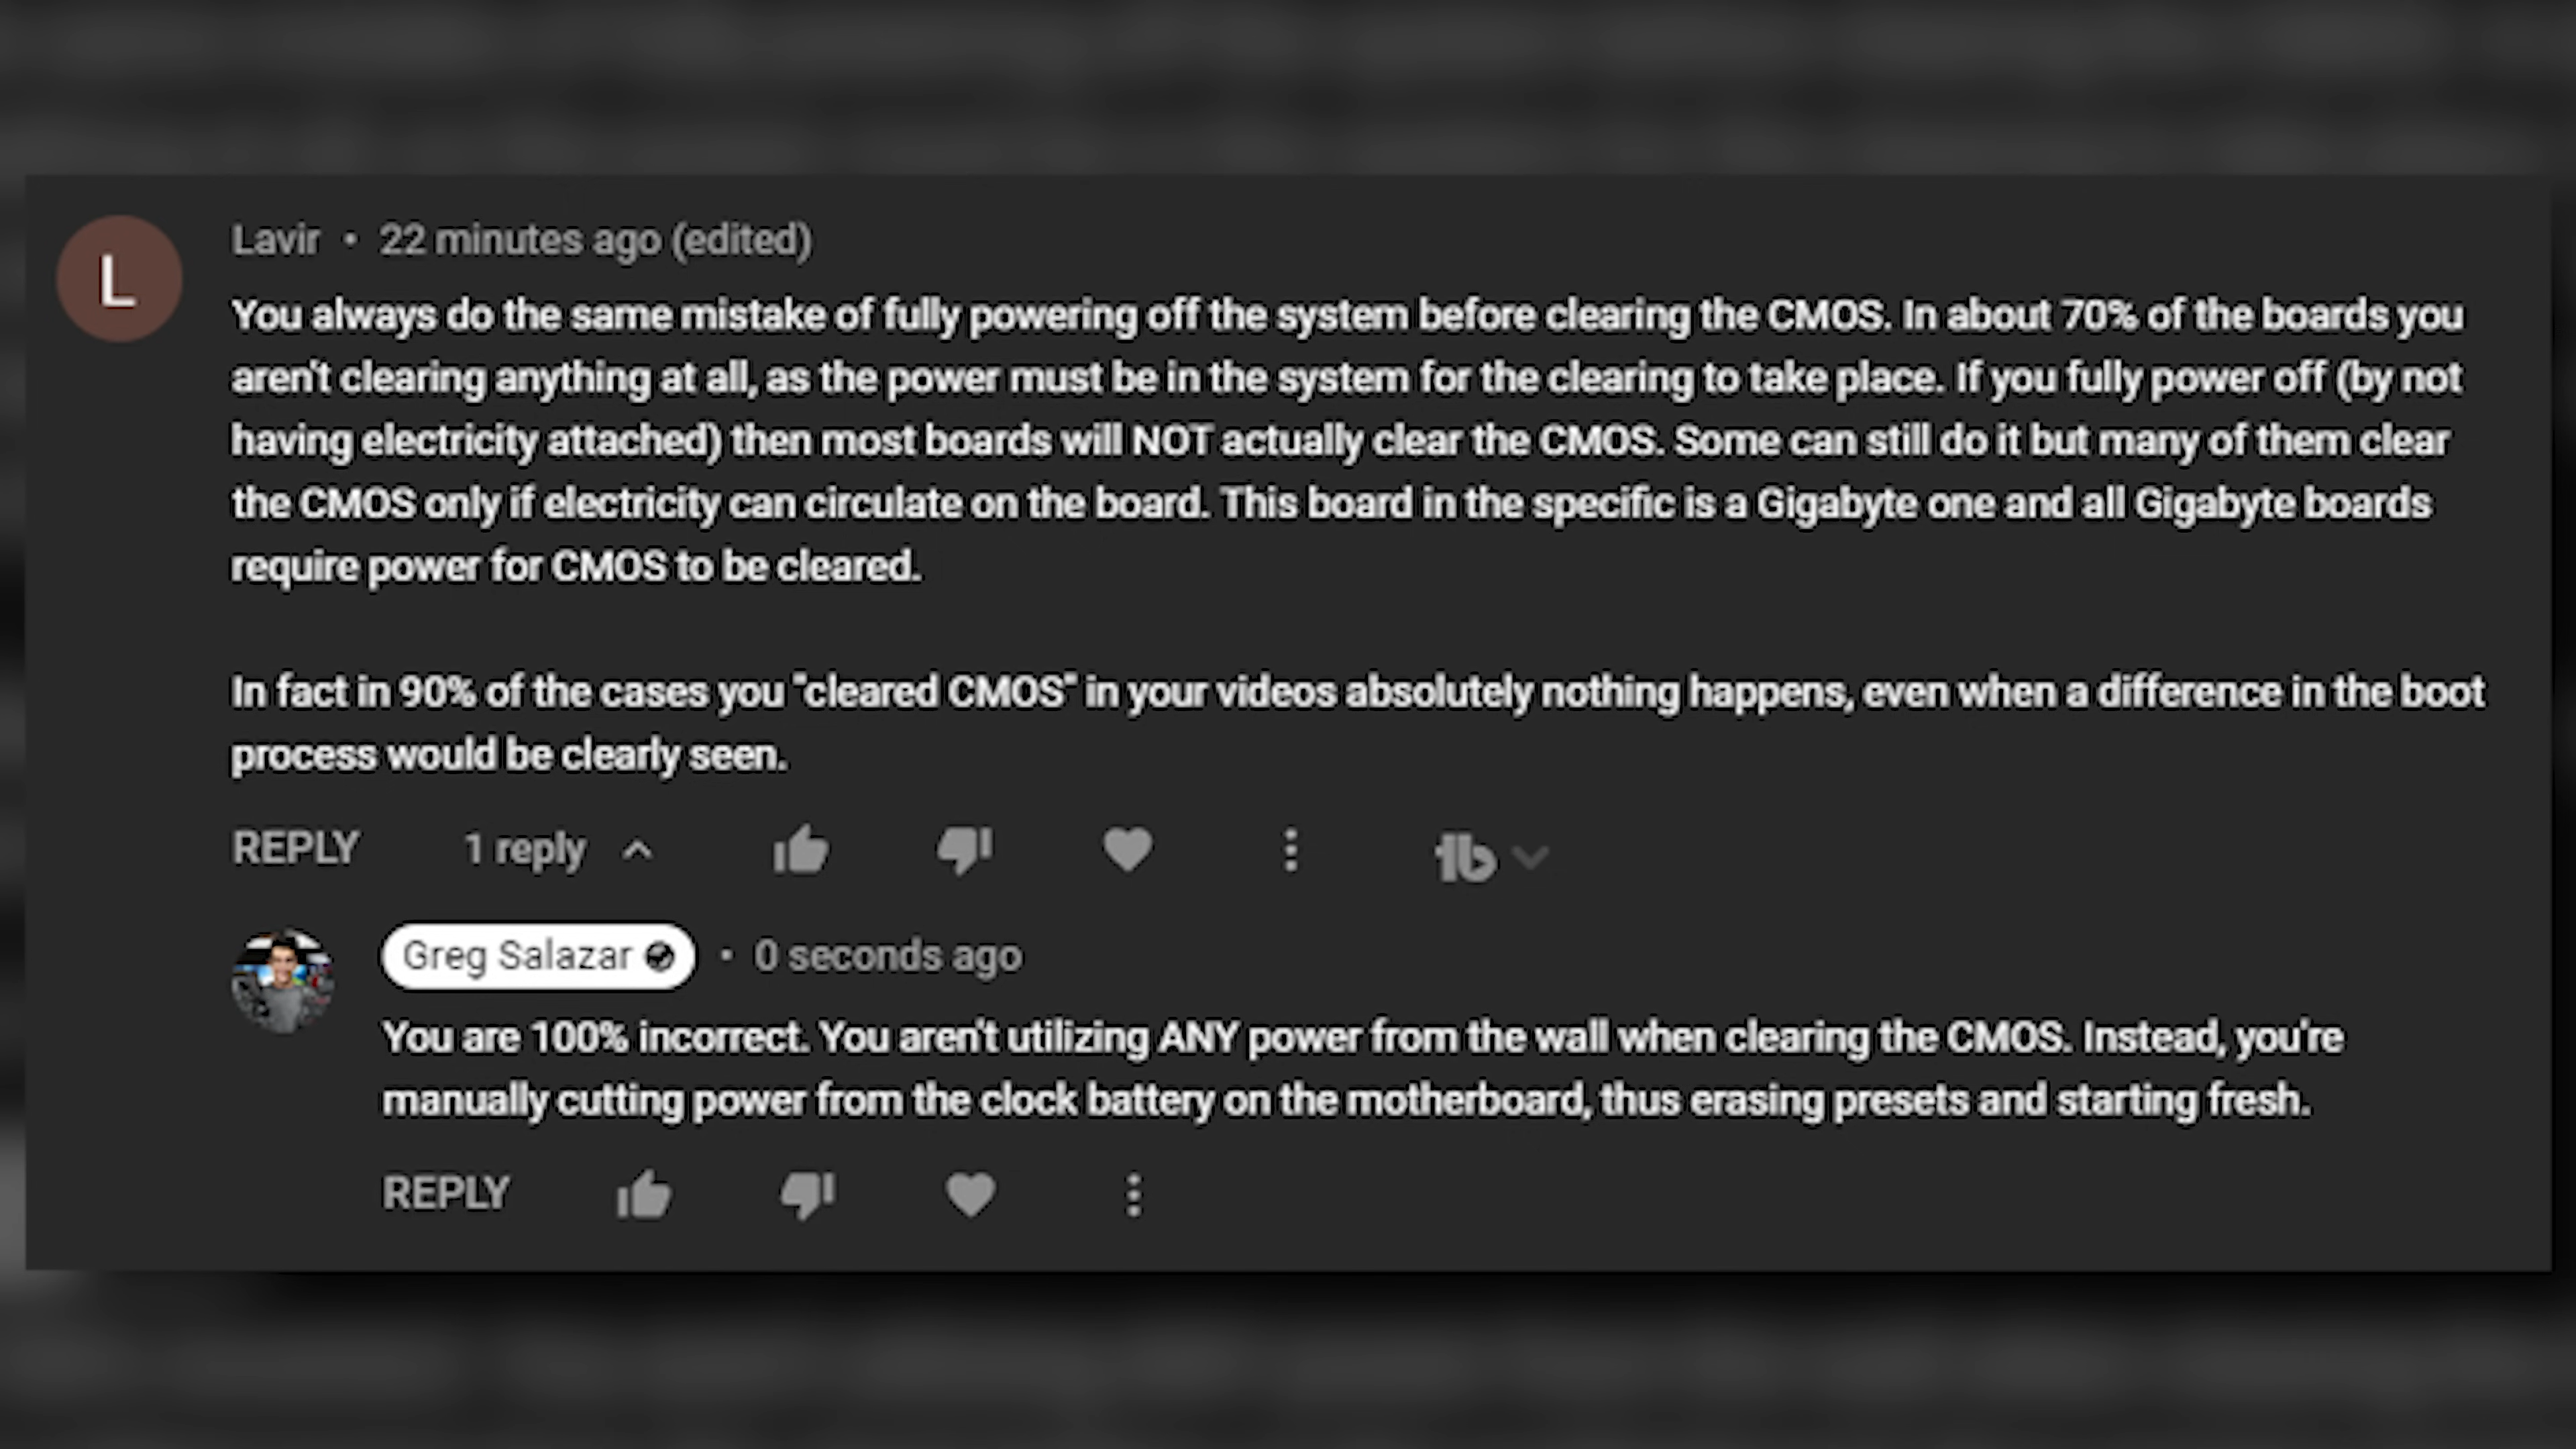 L
Lavir • 22 minutes ago (edited)
You always do the same mistake of fully powering off the system before clearing the CMOS. In about 70% of the boards you
aren't clearing anything at all, as the power must be in the system for the clearing to take place. If you fully power off (by not
having electricity attached) then most boards will NOT actually clear the CMOS. Some can still do it but many of them clear
the CMOS only if electricity can circulate on the board. This board in the specific is a Gigabyte one and all Gigabyte boards
require power for CMOS to be cleared.
In fact in 90% of the cases you "cleared CMOS" in your videos absolutely nothing happens, even when a difference in the boot
process would be clearly seen.
REPLY 1 reply
Greg Salazar • 0 seconds ago
You are 100% incorrect. You aren't utilizing ANY power from the wall when clearing the CMOS. Instead, you're
manually cutting power from the clock battery on the motherboard, thus erasing presets and starting fresh.
REPLY